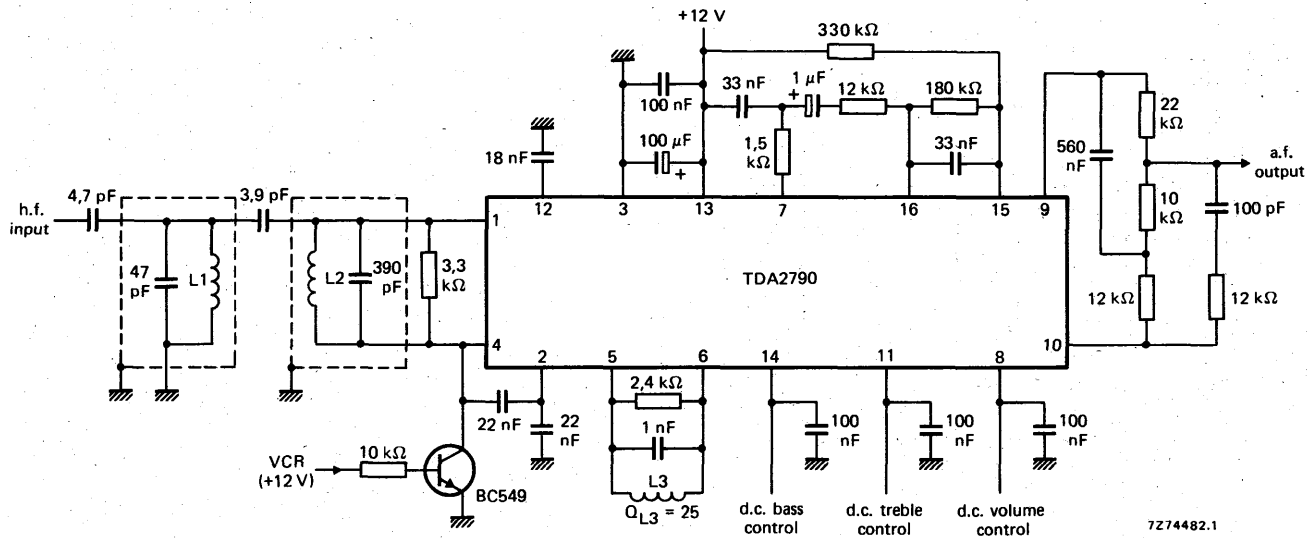 +12 V
330 kΩ
33 nF
1 μF
+
12 kΩ
180 kΩ
100 nF
22
kΩ
100 μF
+
1,5
kΩ
33 nF
560
nF
a.f.
output
18 nF
10
kΩ
100 pF
4,7 pF
3,9 pF
h.f.
input
12
3
13
7
16
15
9
1
47
pF
L1
L2
390
pF
3,3
kΩ
TDA2790
12 kΩ
12 kΩ
4
2
5
6
14
11
8
10
22 nF
22
nF
2,4 kΩ
1 nF
100
nF
100
nF
100
nF
VCR
(+12 V)
10 kΩ
BC549
L3
QL3 = 25
d.c. bass
control
d.c. treble
control
d.c. volume
control
7Z74482.1